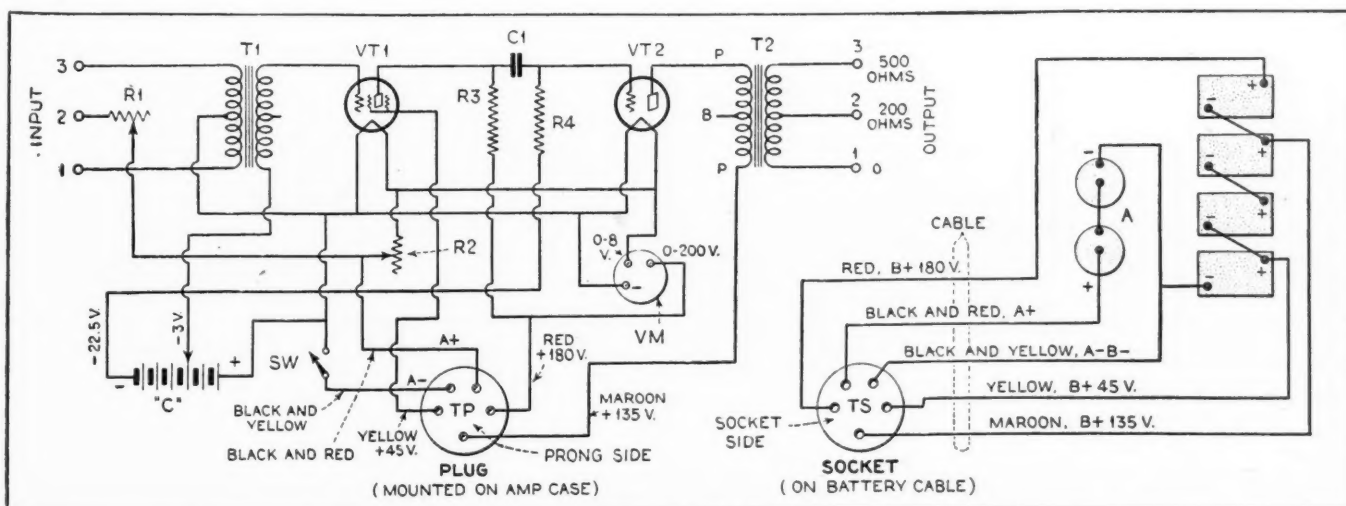 T1
VT1
C1
VT2
T2
3
2
1
INPUT
R1
R3
R4
P
B
P
3
500
OHMS
2
200
OHMS
1
0
OUTPUT
R2
0-8
V.
0-200 V.
-
VM
-22.5V.
-3V.
-
+
"C"
SW
A+
A-
TP
RED
+180V.
MAROON
+135 V.
BLACK AND
YELLOW
BLACK AND RED
YELLOW
+45V.
PRONG SIDE
PLUG
(MOUNTED ON AMP CASE)
CABLE
RED, B+ 180 V.
BLACK AND RED, A+
BLACK AND YELLOW, A-B-
YELLOW, B+ 45 V.
MAROON, B+ 135 V.
TS
SOCKET
SIDE
SOCKET
(ON BATTERY CABLE)
-
A
+
+
-
+
-
+
-
+
-